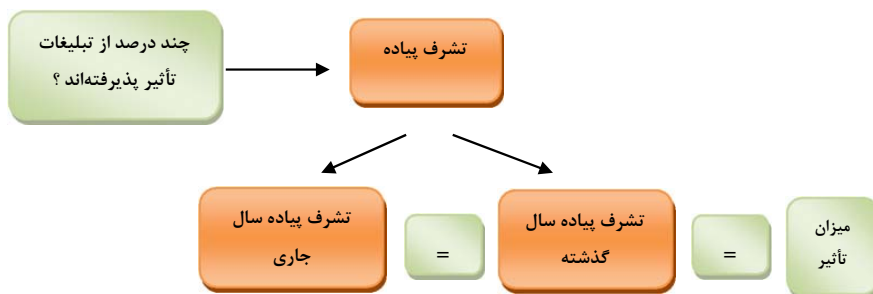 چند درصد از تبلیغات
تأثیر پذیرفته‌اند ؟
تشرف پیاده
تشرف پیاده سال
جاری
=
تشرف پیاده سال
گذشته
=
میزان
تأثیر